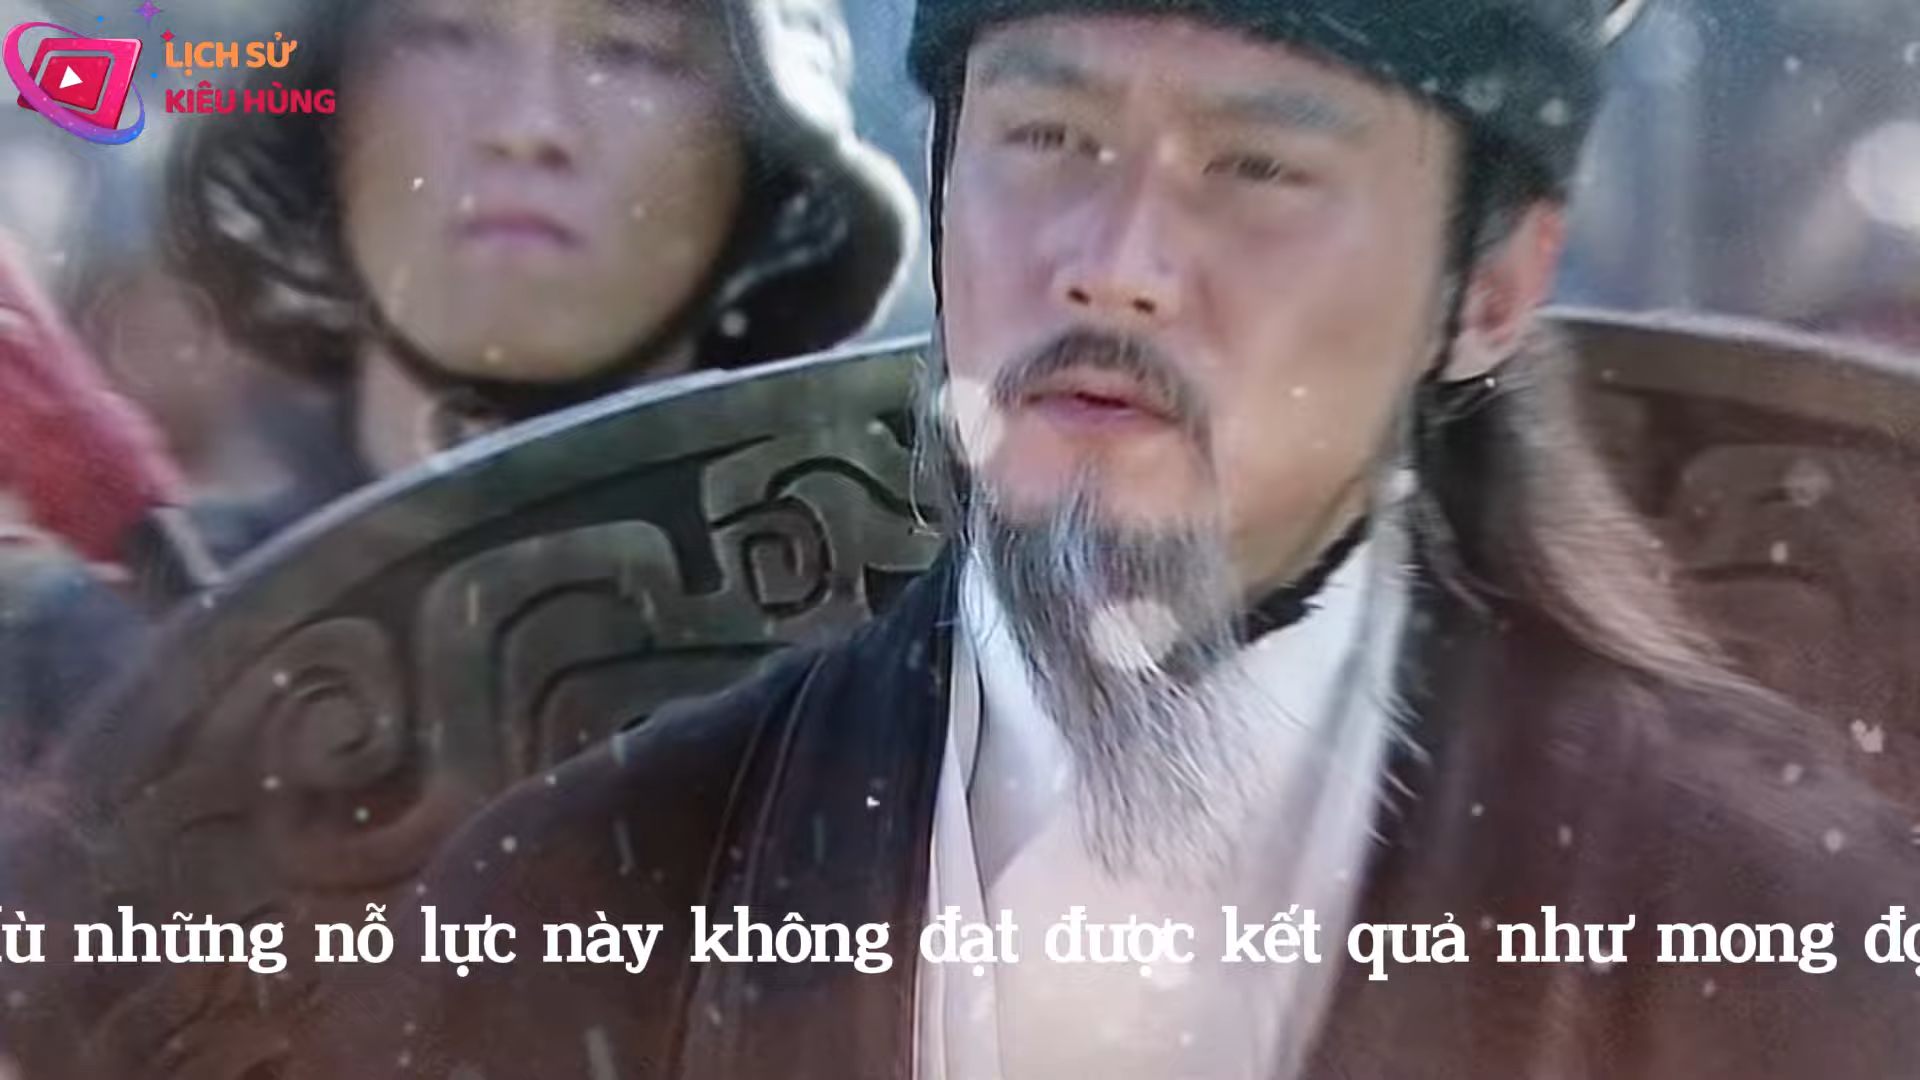 LỊCH SỬ
KIÊU HÙNG
những nỗ lực này không đạt được kết quả như mong